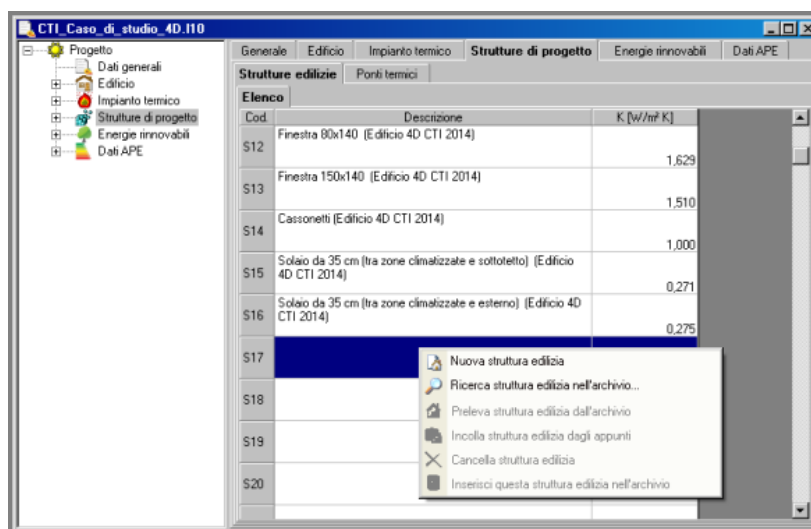 CTI_Caso_di_studio_4D.I10
Progetto
Dati generali
Edificio
Impianto termico
Strutture di progetto
Energie rinnovabili
Dati APE
Generale Edificio Impianto termico Strutture di progetto Energie rinnovabili Dati APE
Strutture edilizie Ponti termici
Elenco
Cod. Descrizione K [W/m² K]
S12 Finestra 80x140 (Edificio 4D CTI 2014) 1,629
S13 Finestra 150x140 (Edificio 4D CTI 2014) 1,510
S14 Cassonetti (Edificio 4D CTI 2014) 1,000
S15 Solaio da 35 cm (tra zone climatizzate e sottotetto) (Edificio
4D CTI 2014) 0,271
S16 Solaio da 35 cm (tra zone climatizzate e esterno) (Edificio 4D
CTI 2014) 0,275
S17
S18
S19
S20
Nuova struttura edilizia
Ricerca struttura edilizia nell'archivio...
Preleva struttura edilizia dall'archivio
Incolla struttura edilizia dagli appunti
Cancella struttura edilizia
Inserisci questa struttura edilizia nell'archivio